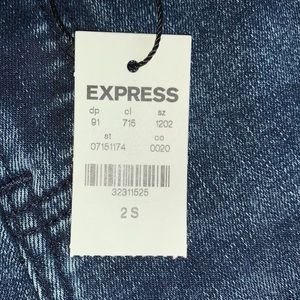 EXPRESS
dp cl sz
91 716 1202
st co
07151174 0020
32311525
2 S